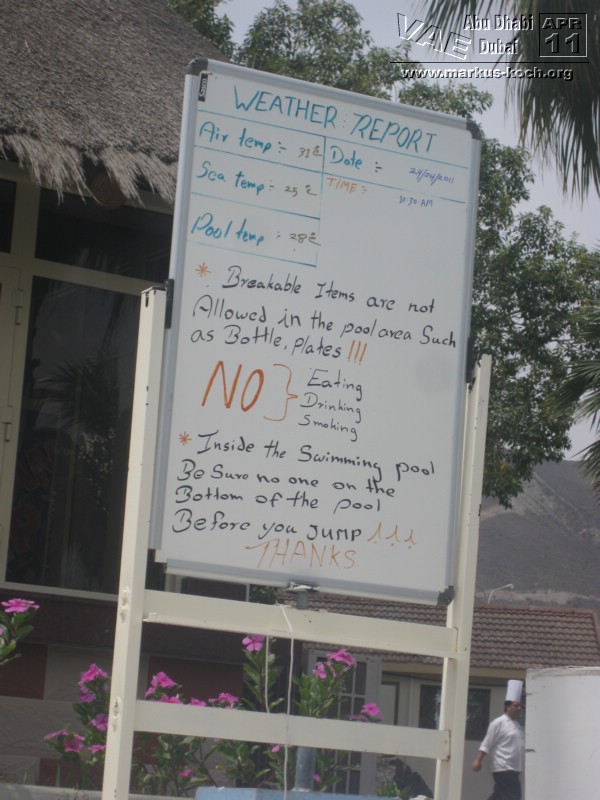 VAE
Abu Dhabi
Dubai
APR
11
www.markus-koch.org
WEATHER: REPORT
Air temp:- 33°C
Date :- 24/04/2011
Sea temp:- 25°C
TIME:- 10:30 AM
Pool temp:- 28°C
* Breakable Items are not
Allowed in the pool area Such
as Bottle, Plates !!!
NO } Eating
Drinking
Smoking
* Inside the Swimming pool
Be Sure no one on the
Bottom of the pool
Before you JUMP !!!
THANKS